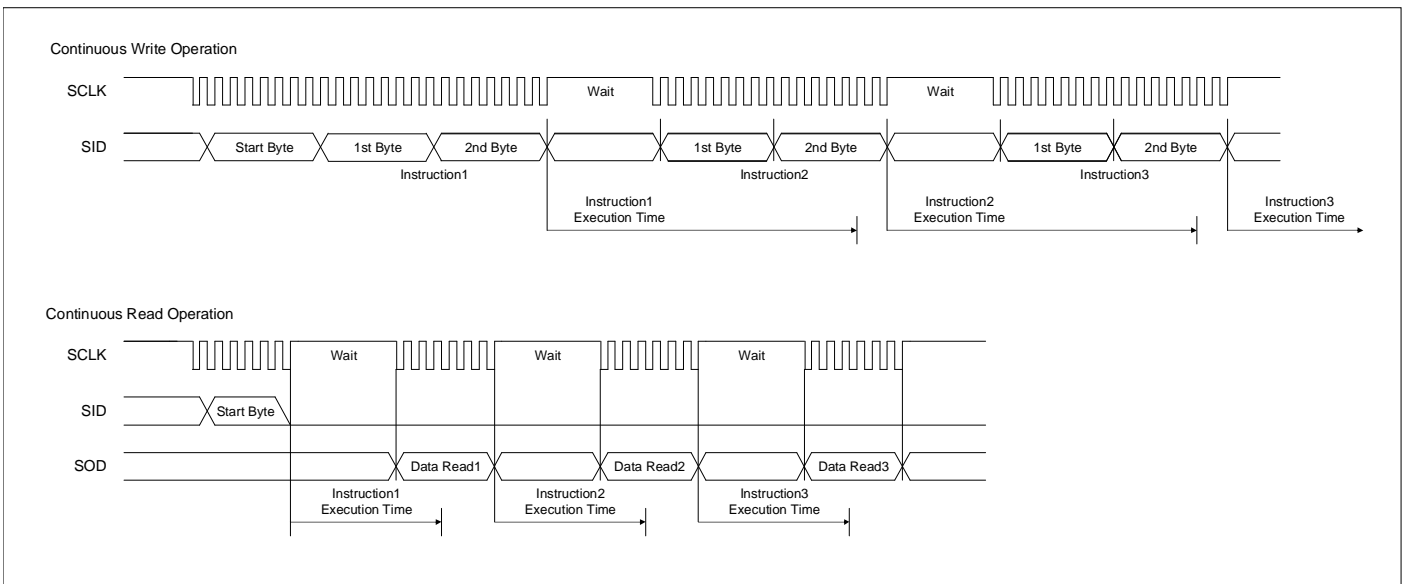 Continuous Write Operation
SCLK
Wait
Wait
SID
Start Byte
1st Byte
2nd Byte
1st Byte
2nd Byte
1st Byte
2nd Byte
Instruction1
Instruction2
Instruction3
Instruction1
Execution Time
Instruction2
Execution Time
Instruction3
Execution Time
Continuous Read Operation
SCLK
Wait
Wait
Wait
SID
Start Byte
SOD
Data Read1
Data Read2
Data Read3
Instruction1
Execution Time
Instruction2
Execution Time
Instruction3
Execution Time